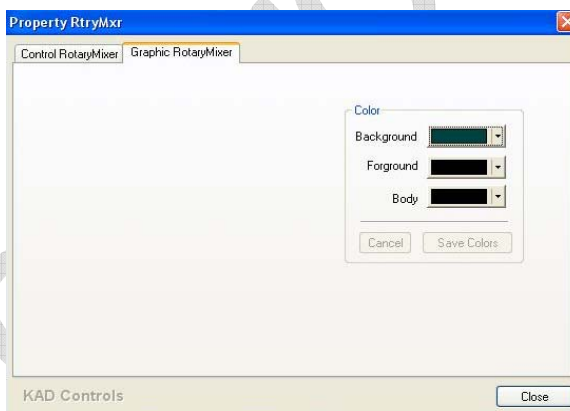 Property RtryMxr
Control RotaryMixer
Graphic RotaryMixer
Color
Background
Forground
Body
Cancel
Save Colors
KAD Controls
Close